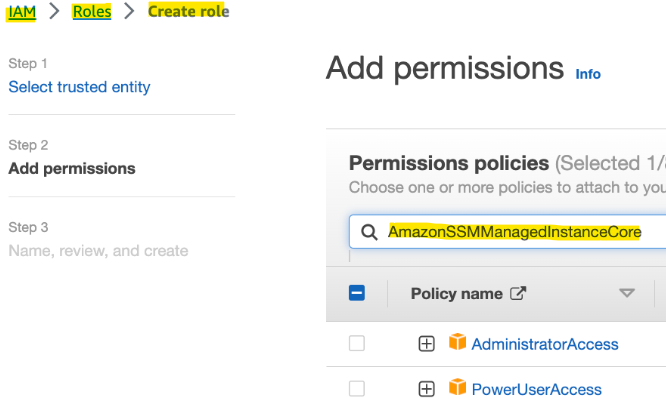 IAM > Roles > Create role
Step 1
Select trusted entity
Step 2
Add permissions
Step 3
Name, review, and create
Add permissions Info
Permissions policies (Selected 1/
Choose one or more policies to attach to you
AmazonSSMManagedInstanceCore
Policy name
AdministratorAccess
PowerUserAccess